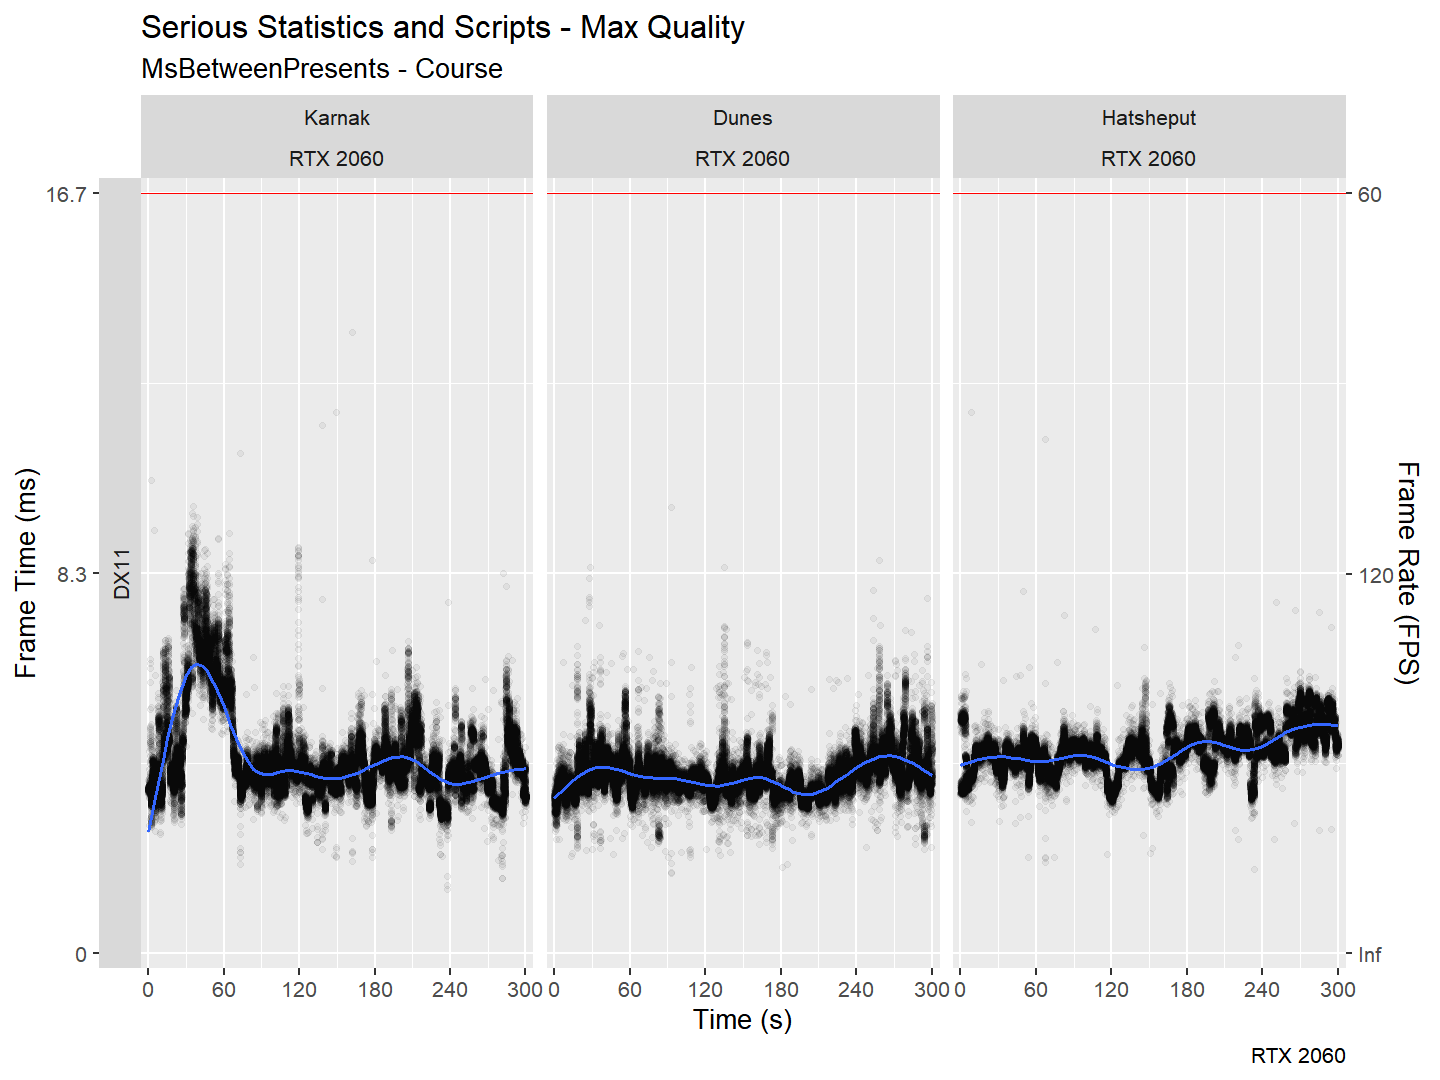 Serious Statistics and Scripts - Max Quality
MsBetweenPresents - Course
Karnak
RTX 2060
Dunes
RTX 2060
Hatsheput
RTX 2060
DX11
Frame Time (ms)
16.7
8.3
0
60
120
Inf
Frame Rate (FPS)
0 60 120 180 240 300
0 60 120 180 240 300
0 60 120 180 240 300
Time (s)
RTX 2060